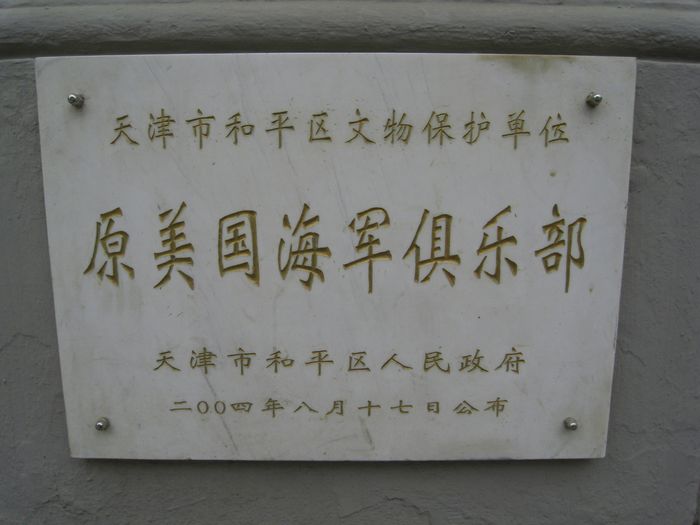 天津市和平区文物保护单位
原美国海军俱乐部
天津市和平区人民政府
二00四年八月十七日公布